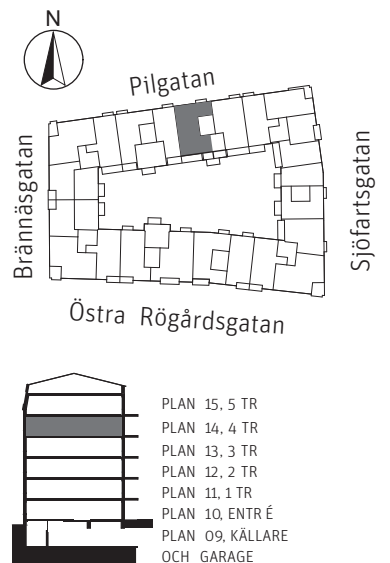 N
Pilgatan
Brännäsgatan
Sjöfartsgatan
Östra Rögårdsgatan
PLAN 15, 5 TR
PLAN 14, 4 TR
PLAN 13, 3 TR
PLAN 12, 2 TR
PLAN 11, 1 TR
PLAN 10, ENTRÉ
PLAN 09, KÄLLARE
OCH GARAGE